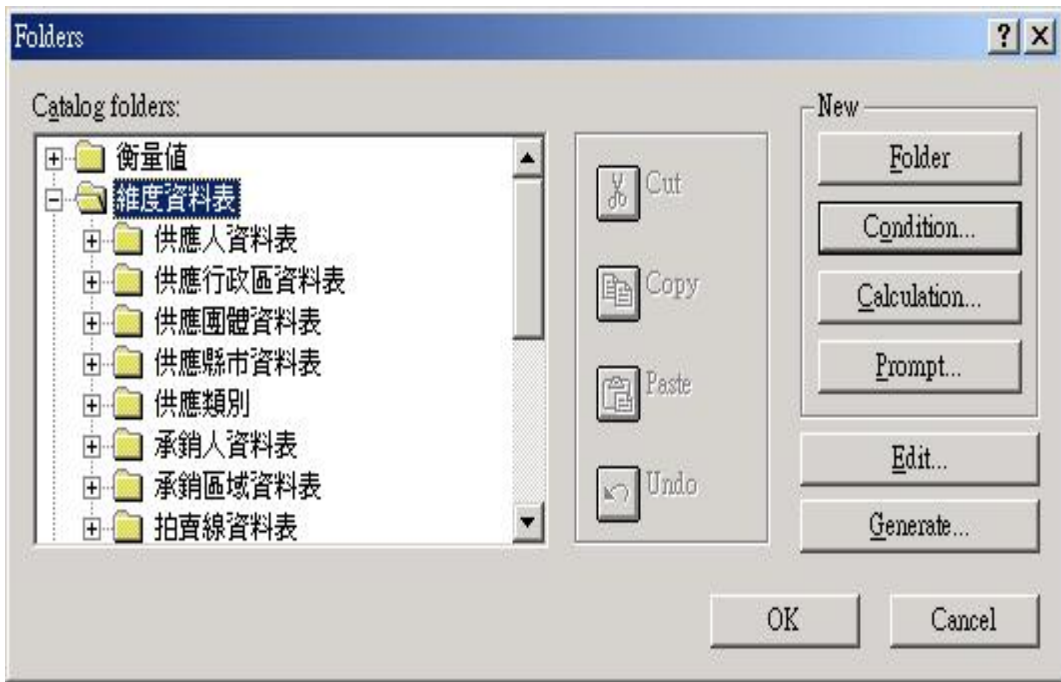 Folders
Catalog folders:
衡量值
維度資料表
供應人資料表
供應行政區資料表
供應團體資料表
供應縣市資料表
供應類別
承銷人資料表
承銷區域資料表
拍賣線資料表
Cut
Copy
Paste
Undo
New
Folder
Condition...
Calculation...
Prompt...
Edit...
Generate...
OK
Cancel